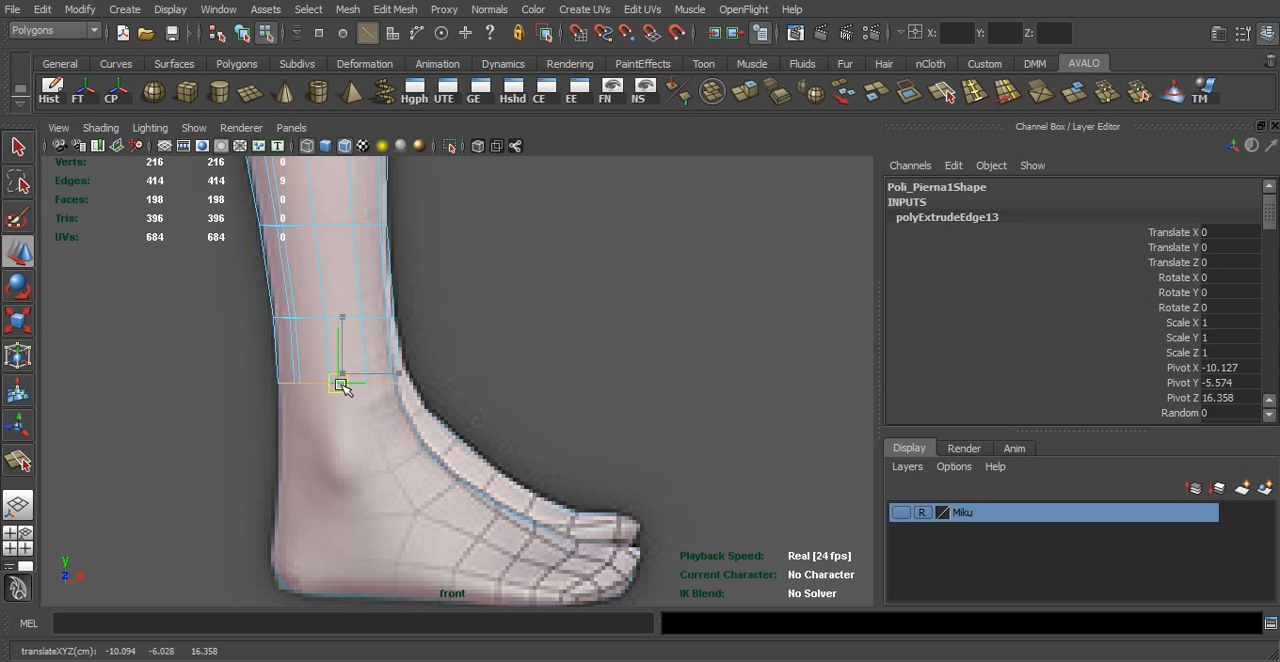 File Edit Modify Create Display Window Assets Select Mesh Edit Mesh Proxy Normals Color Create UVs Edit UVs Muscle OpenFlight Help
Polygons X: Y: Z:
General Curves Surfaces Polygons Subdivs Deformation Animation Dynamics Rendering PaintEffects Toon Muscle Fluids Fur Hair nCloth Custom DMM AVALO
Hist FT CP Hgph UTE GE Hshd CE EE FN NS TM
View Shading Lighting Show Renderer Panels
Channel Box / Layer Editor
Channels Edit Object Show
Verts: 216 216 0
Edges: 414 414 9
Faces: 198 198 0
Tris: 396 396 0
UVs: 684 684 0
Poli_Pierna1Shape
INPUTS
polyExtrudeEdge13
Translate X 0
Translate Y 0
Translate Z 0
Rotate X 0
Rotate Y 0
Rotate Z 0
Scale X 1
Scale Y 1
Scale Z 1
Pivot X -10.127
Pivot Y -5.574
Pivot Z 16.358
Random 0
Display Render Anim
Layers Options Help
R Miku
Playback Speed: Real [24 fps]
Current Character: No Character
IK Blend: No Solver
y
z x
front
MEL
translateXYZ(cm): -10.094 -6.028 16.358